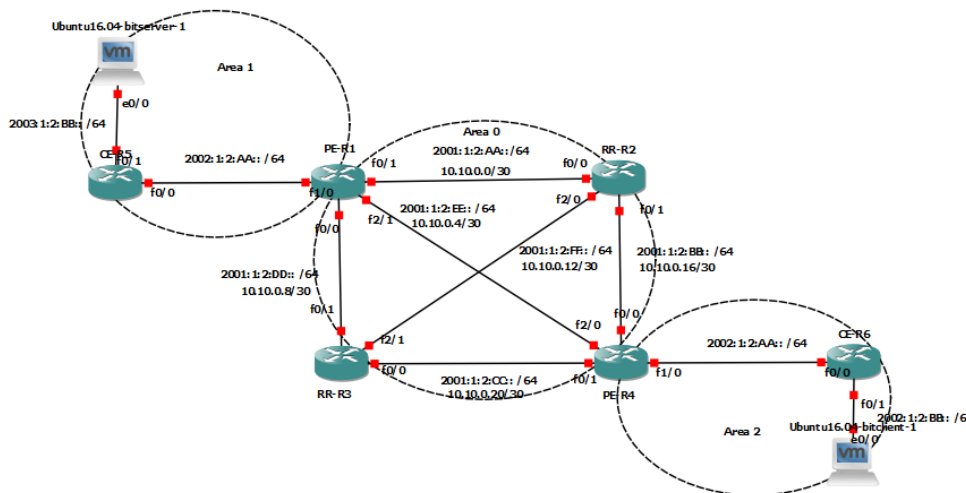 Ubuntu16.04-bitserver-1
vm
Area 1
e0/0
2003:1:2:BB:: /64
CE-R5
f0/1
2002:1:2:AA:: /64
f0/0
PE-R1
f1/0
f0/1
Area 0
2001:1:2:AA:: /64
10.10.0.0/30
RR-R2
f0/0
f2/0
f0/1
f0/0
f2/1
2001:1:2:EE:: /64
10.10.0.4/30
2001:1:2:FF:: /64
10.10.0.12/30
2001:1:2:BB:: /64
10.10.0.16/30
2001:1:2:DD:: /64
10.10.0.8/30
f0/1
f2/1
f2/0
f0/0
RR-R3
f0/0
2001:1:2:CC:: /64
10.10.0.20/30
f0/1
PE-R4
f1/0
2002:1:2:AA:: /64
CE-R6
f0/0
f0/1
2002:1:2:BB:: /6
Area 2
Ubuntu16.04-bitclient-1
e0/0
vm